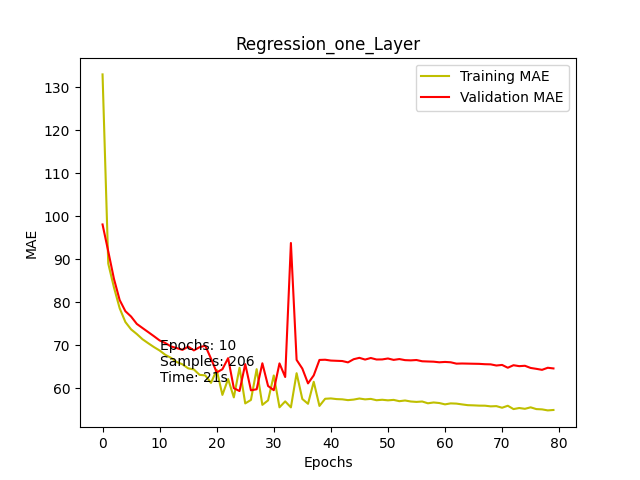 Regression_one_Layer
Training MAE
Validation MAE
MAE
130
120
110
100
90
80
70
60
Epochs: 10
Samples: 206
Time: 21s
0 10 20 30 40 50 60 70 80
Epochs